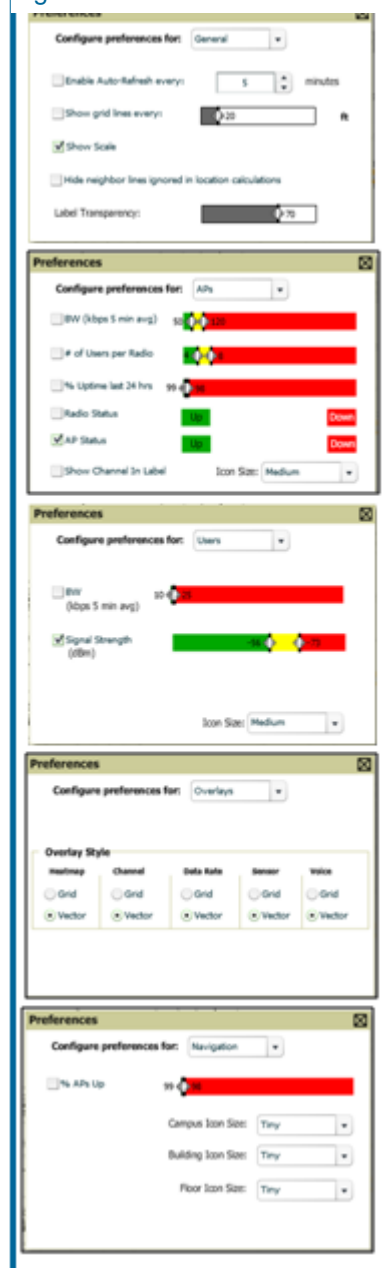 Preferences
Configure preferences for: General
Enable Auto-Refresh every: 5 minutes
Show grid lines every: 20 ft
Show Scale
Hide neighbor lines ignored in location calculations
Label Transparency: 70
Preferences
Configure preferences for: APs
BW (kbps 5 min avg) 50 120
# of Users per Radio
% Uptime last 24 hrs 99 98
Radio Status Up Down
AP Status Up Down
Show Channel In Label Icon Size: Medium
Preferences
Configure preferences for: Users
BW 10 25
(kbps 5 min avg)
Signal Strength
(dBm)
Icon Size: Medium
Preferences
Configure preferences for: Overlays
Overlay Style
Heatmap Channel Data Rate Sensor Voice
Grid Grid Grid Grid Grid
Vector Vector Vector Vector Vector
Preferences
Configure preferences for: Navigation
% APs Up 99
Campus Icon Size: Tiny
Building Icon Size: Tiny
Floor Icon Size: Tiny